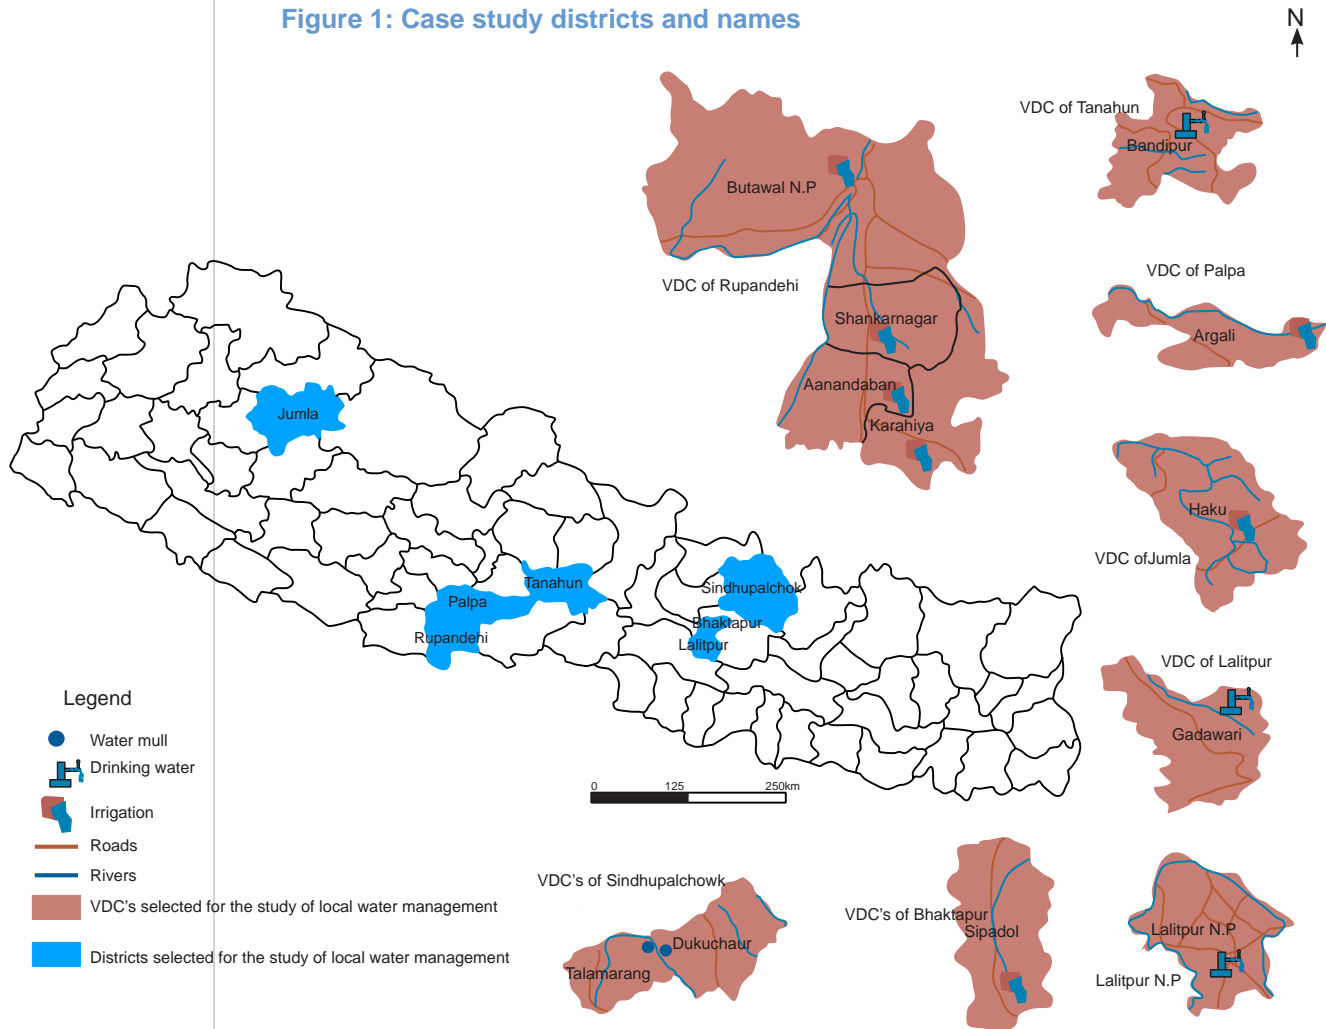 Figure 1: Case study districts and names
N
VDC of Tanahun
Bandipur
Butawal N.P
VDC of Rupandehi
Shankarnagar
Aanandaban
Karahiya
VDC of Palpa
Argali
Jumla
Haku
VDC ofJumla
Tanahun
Palpa
Rupandehi
Sindhupalchok
Bhaktapur
Lalitpur
VDC of Lalitpur
Gadawari
Legend
Water mull
Drinking water
Irrigation
Roads
Rivers
VDC's selected for the study of local water management
Districts selected for the study of local water management
0 125 250km
VDC's of Sindhupalchowk
Dukuchaur
Talamarang
VDC's of Bhaktapur
Sipadol
Lalitpur N.P
Lalitpur N.P